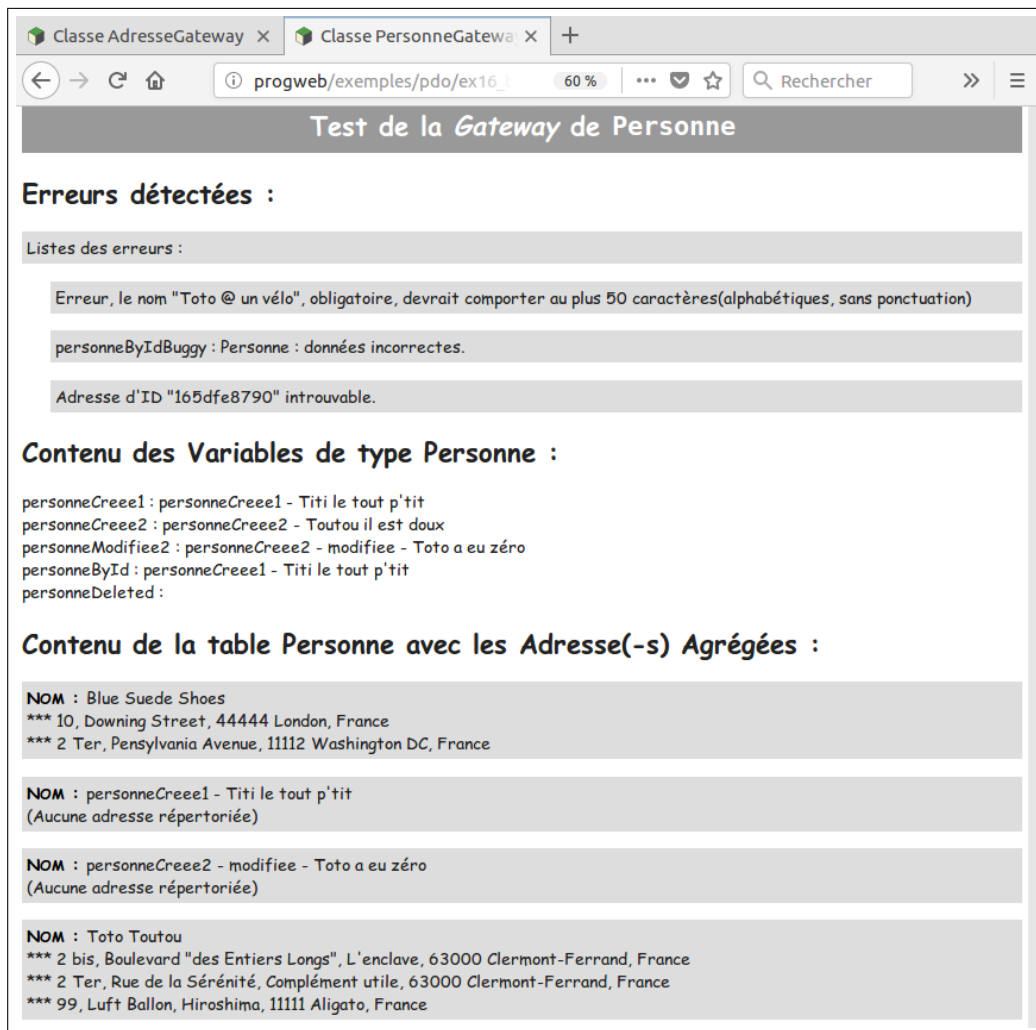 Classe AdresseGateway
Classe PersonneGateway
progweb/exemples/pdo/ex16_
60 %
Rechercher
Test de la Gateway de Personne
Erreurs détectées :
Listes des erreurs :
Erreur, le nom "Toto @ un vélo", obligatoire, devrait comporter au plus 50 caractères(alphabétiques, sans ponctuation)
personneByIdBuggy : Personne : données incorrectes.
Adresse d'ID "165dfe8790" introuvable.
Contenu des Variables de type Personne :
personneCreee1 : personneCreee1 - Titi le tout p'tit
personneCreee2 : personneCreee2 - Toutou il est doux
personneModifiee2 : personneCreee2 - modifiee - Toto a eu zéro
personneById : personneCreee1 - Titi le tout p'tit
personneDeleted :
Contenu de la table Personne avec les Adresse(-s) Agrégées :
Nom : Blue Suede Shoes
*** 10, Downing Street, 44444 London, France
*** 2 Ter, Pensylvania Avenue, 11112 Washington DC, France
Nom : personneCreee1 - Titi le tout p'tit
(Aucune adresse répertoriée)
Nom : personneCreee2 - modifiee - Toto a eu zéro
(Aucune adresse répertoriée)
Nom : Toto Toutou
*** 2 bis, Boulevard "des Entiers Longs", L'enclave, 63000 Clermont-Ferrand, France
*** 2 Ter, Rue de la Sérénité, Complément utile, 63000 Clermont-Ferrand, France
*** 99, Luft Ballon, Hiroshima, 11111 Aligato, France